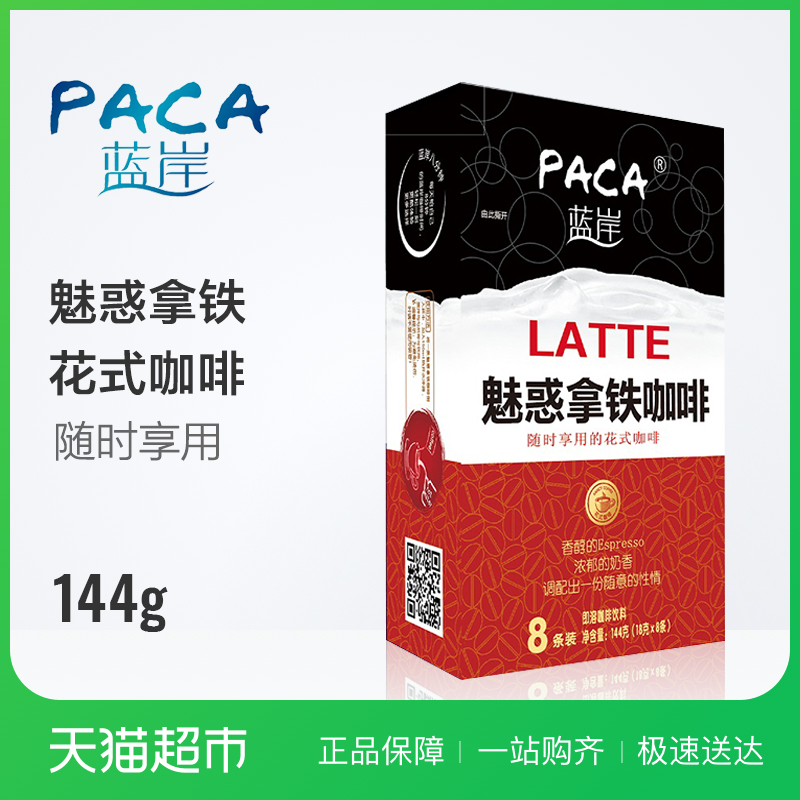 PACA
蓝岸
魅惑拿铁
花式咖啡
随时享用
144g
PACA®
蓝岸
由此撕开
LATTE
魅惑拿铁咖啡
随时享用的花式咖啡
香醇的Espresso
浓郁的奶香
调配出一份随意的性情
8条装
即溶咖啡饮料
净含量：144克（18克x8条）
天猫超市
正品保障
一站购齐
极速送达